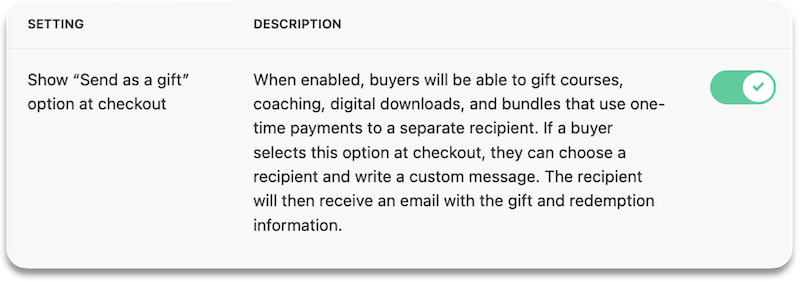 SETTING
DESCRIPTION
Show “Send as a gift”
option at checkout
When enabled, buyers will be able to gift courses,
coaching, digital downloads, and bundles that use one-
time payments to a separate recipient. If a buyer
selects this option at checkout, they can choose a
recipient and write a custom message. The recipient
will then receive an email with the gift and redemption
information.